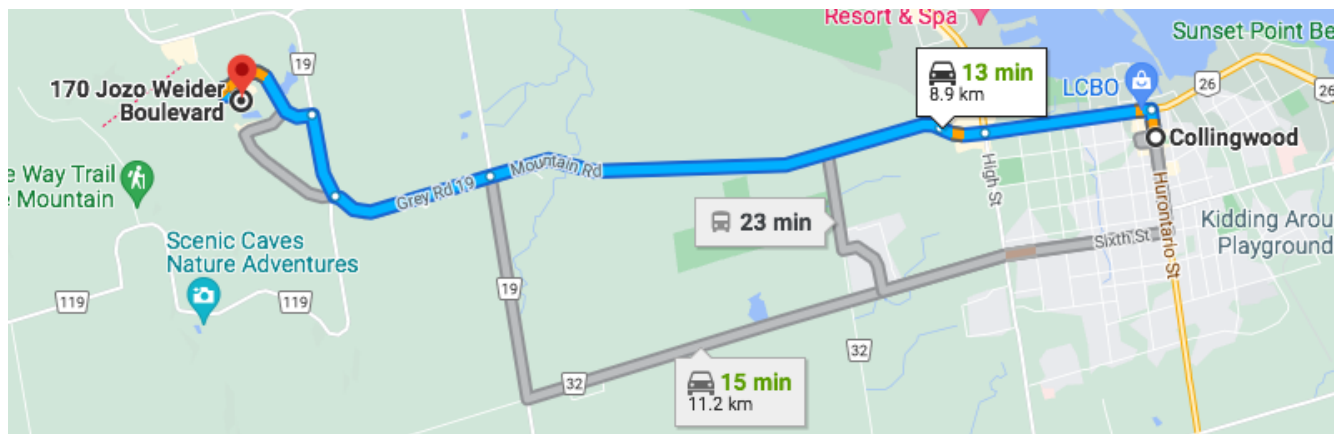 Resort & Spa
Sunset Point Be
19
170 Jozo Weider
Boulevard
13 min
8.9 km
LCBO
26
26
Collingwood
e Way Trail
e Mountain
Grey Rd 19
Mountain Rd
High St
Hurontario St
23 min
Kidding Arou
Playground
Sixth St
Scenic Caves
Nature Adventures
119
119
19
32
32
15 min
11.2 km